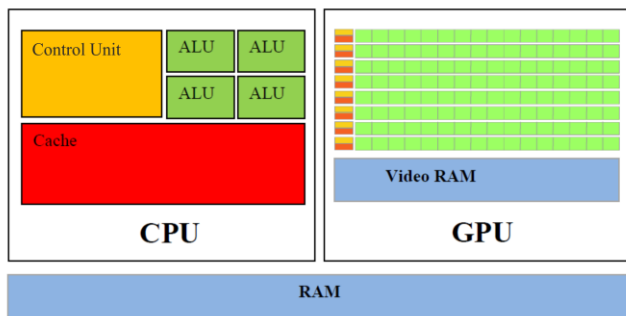 Control Unit
ALU
ALU
ALU
ALU
Cache
CPU
Video RAM
GPU
RAM